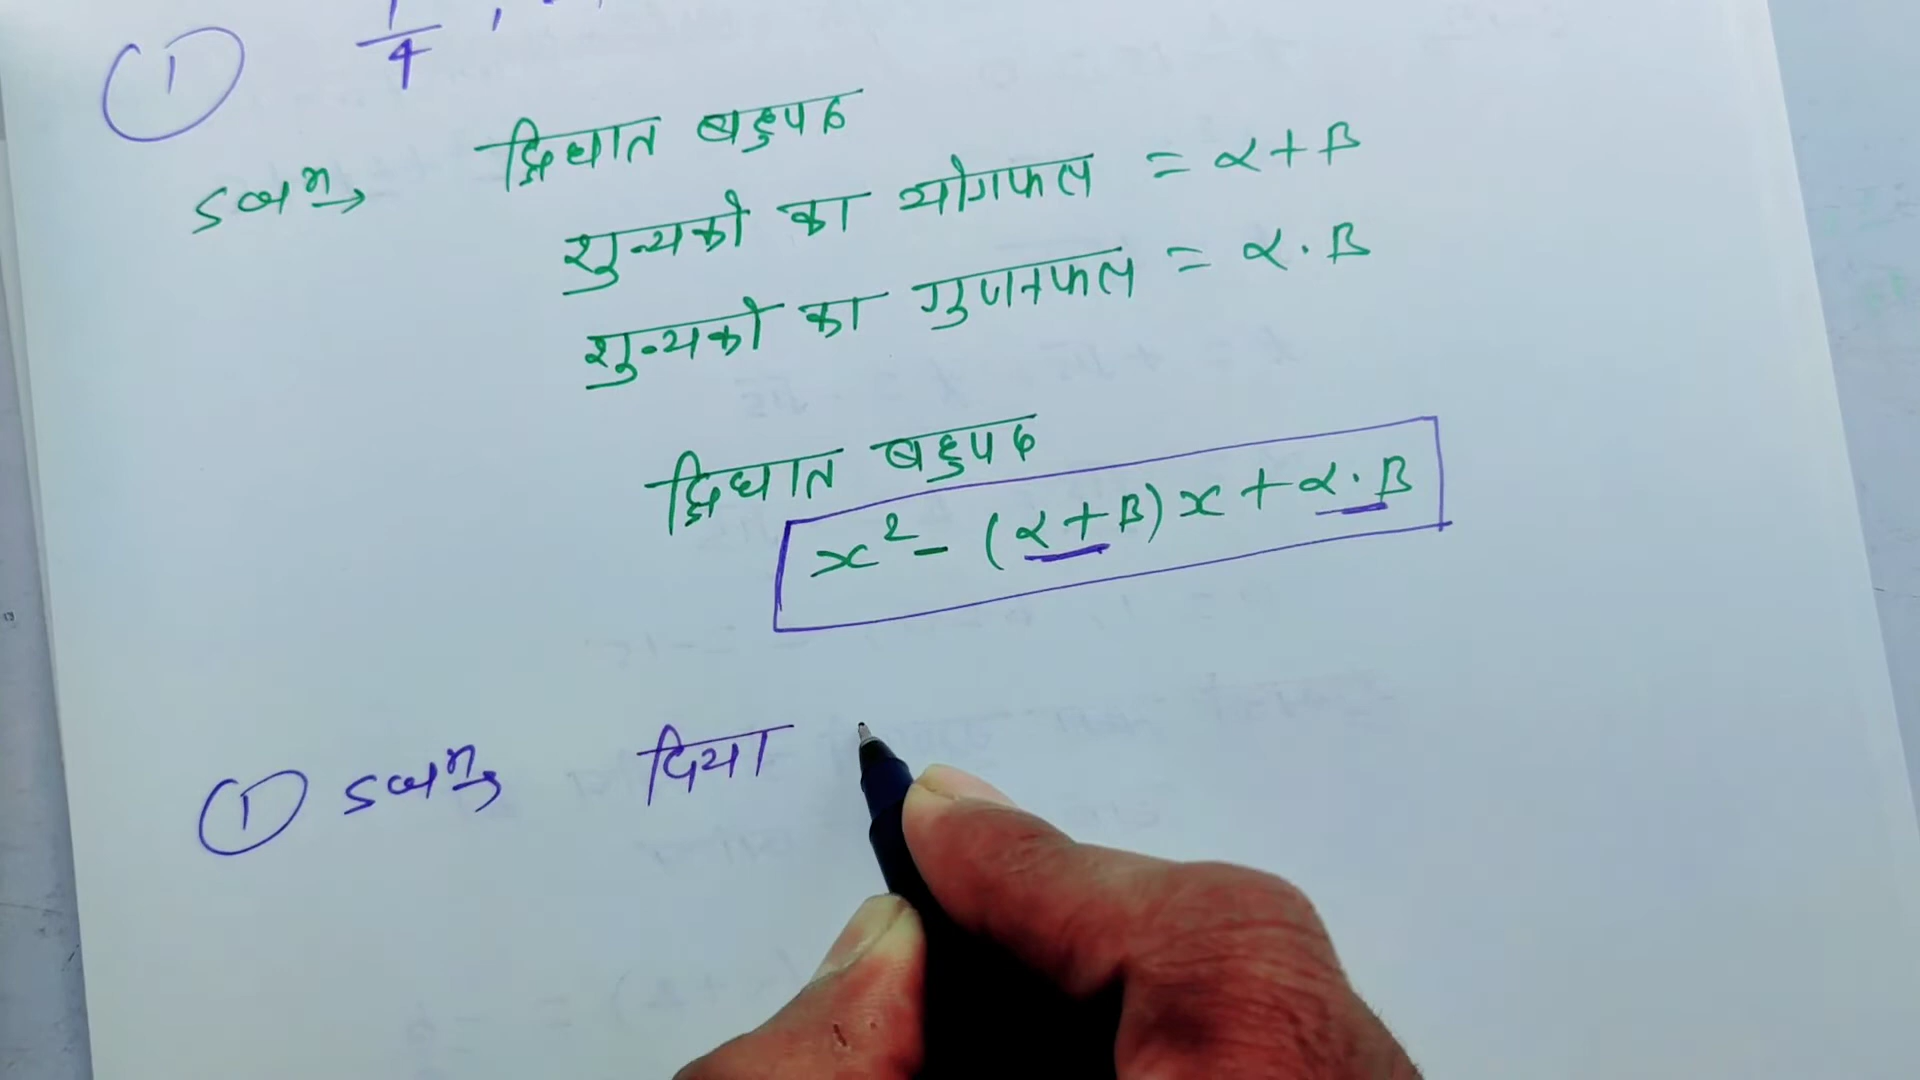 ① 1/4 ,
Solⁿ→ द्विघात बहुपद
शुन्यको का योगफल = α + β
शुन्यको का गुणनफल = α . β
द्विघात बहुपद
x² - (α + β) x + α . β
① Solⁿ→ दिया